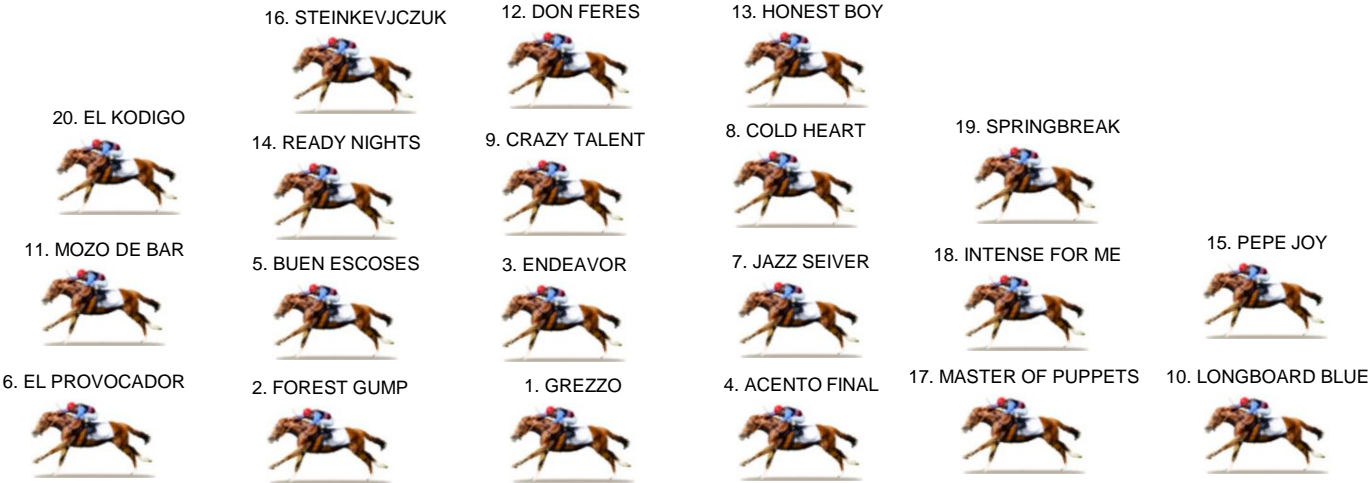 16. STEINKEVJCZUK
12. DON FERES
13. HONEST BOY
20. EL KODIGO
14. READY NIGHTS
9. CRAZY TALENT
8. COLD HEART
19. SPRINGBREAK
11. MOZO DE BAR
5. BUEN ESCOSES
3. ENDEAVOR
7. JAZZ SEIVER
18. INTENSE FOR ME
15. PEPE JOY
6. EL PROVOCADOR
2. FOREST GUMP
1. GREZZO
4. ACENTO FINAL
17. MASTER OF PUPPETS
10. LONGBOARD BLUE